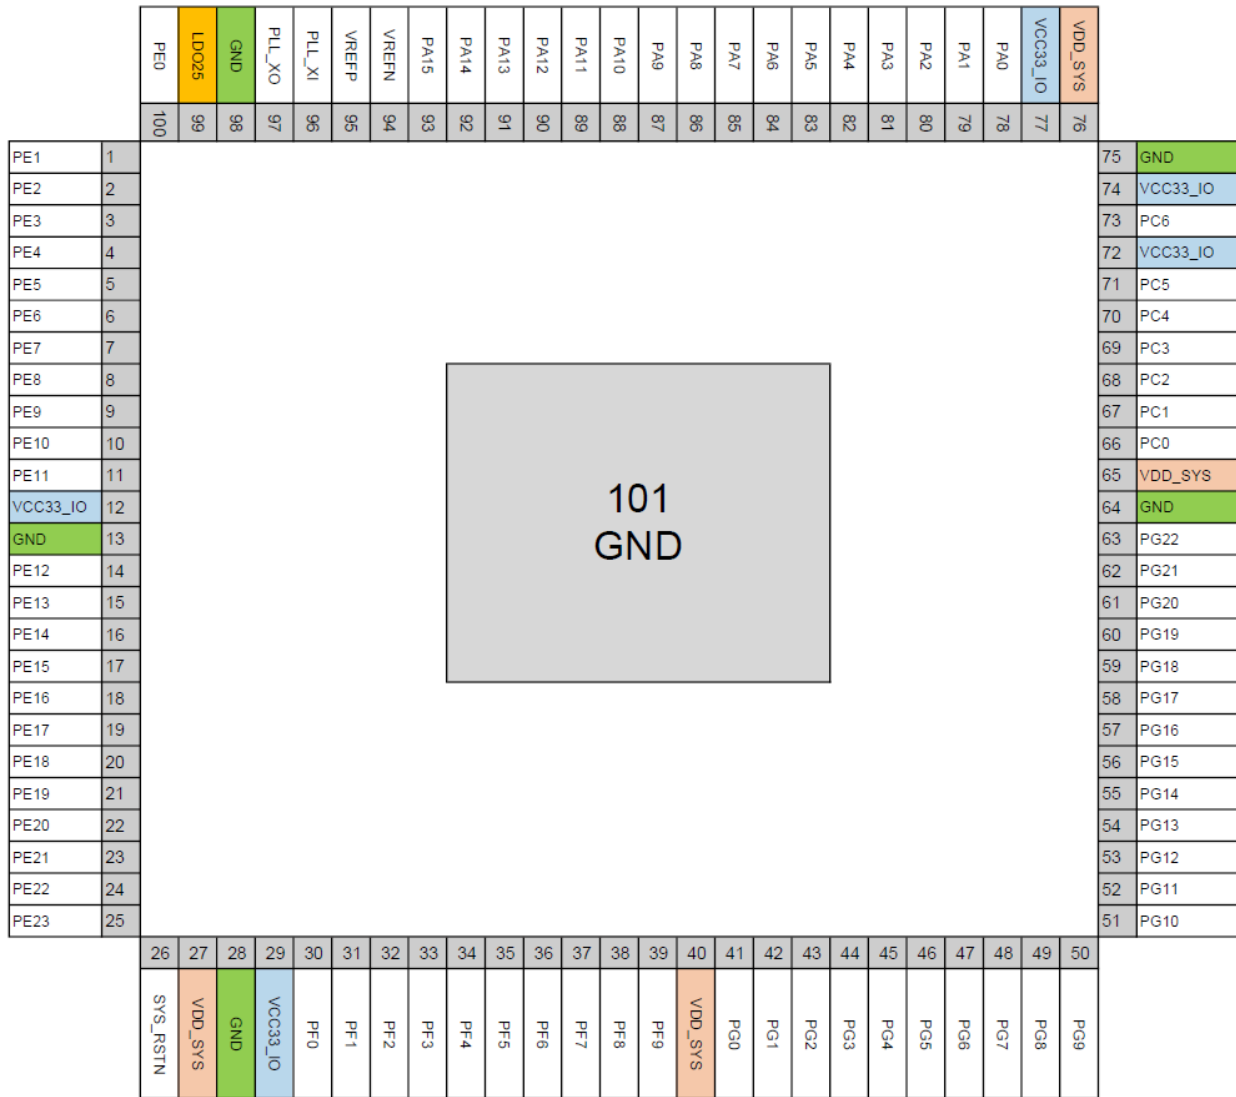 PE0 LDO25 GND PLL_XO PLL_XI VREFP VREFN PA15 PA14 PA13 PA12 PA11 PA10 PA9 PA8 PA7 PA6 PA5 PA4 PA3 PA2 PA1 PA0 VCC33_IO VDD_SYS
100 99 98 97 96 95 94 93 92 91 90 89 88 87 86 85 84 83 82 81 80 79 78 77 76
PE1 1 75 GND
PE2 2 74 VCC33_IO
PE3 3 73 PC6
PE4 4 72 VCC33_IO
PE5 5 71 PC5
PE6 6 70 PC4
PE7 7 69 PC3
PE8 8 68 PC2
PE9 9 67 PC1
PE10 10 66 PC0
PE11 11 65 VDD_SYS
VCC33_IO 12 101 64 GND
GND 13 GND 63 PG22
PE12 14 62 PG21
PE13 15 61 PG20
PE14 16 60 PG19
PE15 17 59 PG18
PE16 18 58 PG17
PE17 19 57 PG16
PE18 20 56 PG15
PE19 21 55 PG14
PE20 22 54 PG13
PE21 23 53 PG12
PE22 24 52 PG11
PE23 25 51 PG10
26 27 28 29 30 31 32 33 34 35 36 37 38 39 40 41 42 43 44 45 46 47 48 49 50
SYS_RSTN VDD_SYS GND VCC33_IO PF0 PF1 PF2 PF3 PF4 PF5 PF6 PF7 PF8 PF9 VDD_SYS PG0 PG1 PG2 PG3 PG4 PG5 PG6 PG7 PG8 PG9